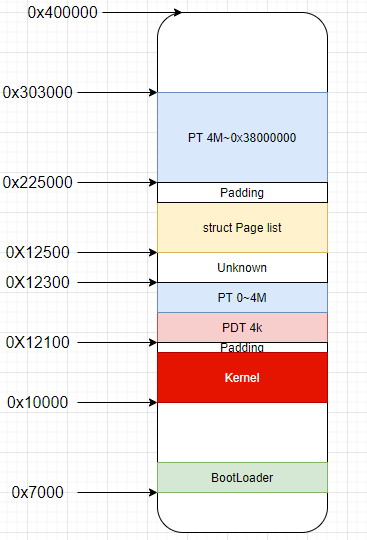 0x400000
0x303000
PT 4M~0x38000000
0x225000
Padding
struct Page list
0X12500
Unknown
0x12300
PT 0~4M
PDT 4k
0X12100
Padding
Kernel
0x10000
BootLoader
0x7000